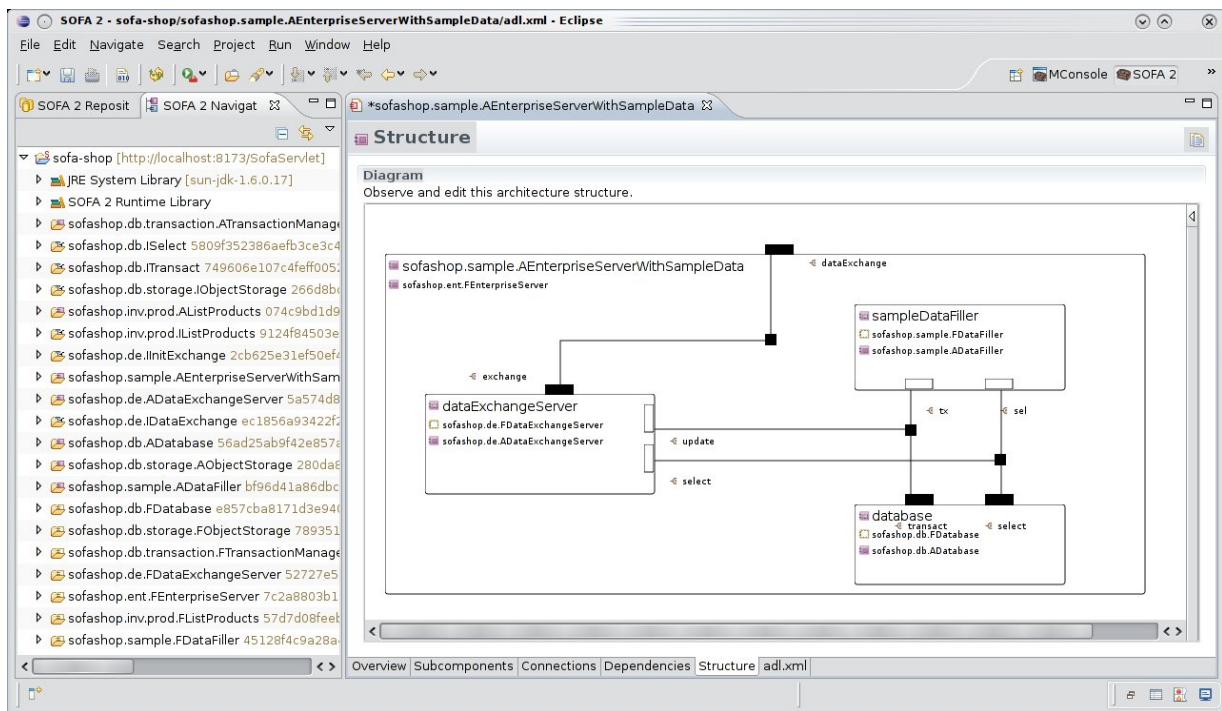 SOFA 2 - sofa-shop/sofashop.sample.AEnterpriseServerWithSampleData/adl.xml - Eclipse
File Edit Navigate Search Project Run Window Help
MConsole SOFA 2 »
SOFA 2 Reposit SOFA 2 Navigat
*sofashop.sample.AEnterpriseServerWithSampleData
sofa-shop [http://localhost:8173/SofaServlet]
JRE System Library [sun-jdk-1.6.0.17]
SOFA 2 Runtime Library
sofashop.db.transaction.ATransactionManage
sofashop.db.ISelect 5809f352386aefb3ce3c4
sofashop.db.ITransact 749606e107c4feff0052
sofashop.db.storage.IObjectStorage 266d8b
sofashop.inv.prod.AListProducts 074c9bd1d9
sofashop.inv.prod.IListProducts 9124f84503e
sofashop.de.IInitExchange 2cb625e31ef50ef4
sofashop.sample.AEnterpriseServerWithSam
sofashop.de.ADataExchangeServer 5a574d8
sofashop.de.IDataExchange ec1856a93422f2
sofashop.db.ADatabase 56ad25ab9f42e857a
sofashop.db.storage.AObjectStorage 280da8
sofashop.sample.ADataFiller bf96d41a86dbc
sofashop.db.FDatabase e857cba8171d3e940
sofashop.db.storage.FObjectStorage 789351
sofashop.db.transaction.FTransactionManage
sofashop.de.FDataExchangeServer 52727e5
sofashop.ent.FEnterpriseServer 7c2a8803b1
sofashop.inv.prod.FListProducts 57d7d08feeb
sofashop.sample.FDataFiller 45128f4c9a28a
Structure
Diagram
Observe and edit this architecture structure.
sofashop.sample.AEnterpriseServerWithSampleData
sofashop.ent.FEnterpriseServer
dataExchange
sampleDataFiller
sofashop.sample.FDataFiller
sofashop.sample.ADataFiller
tx
sel
exchange
dataExchangeServer
sofashop.de.FDataExchangeServer
sofashop.de.ADataExchangeServer
update
select
database
transact
select
sofashop.db.FDatabase
sofashop.db.ADatabase
Overview Subcomponents Connections Dependencies Structure adl.xml